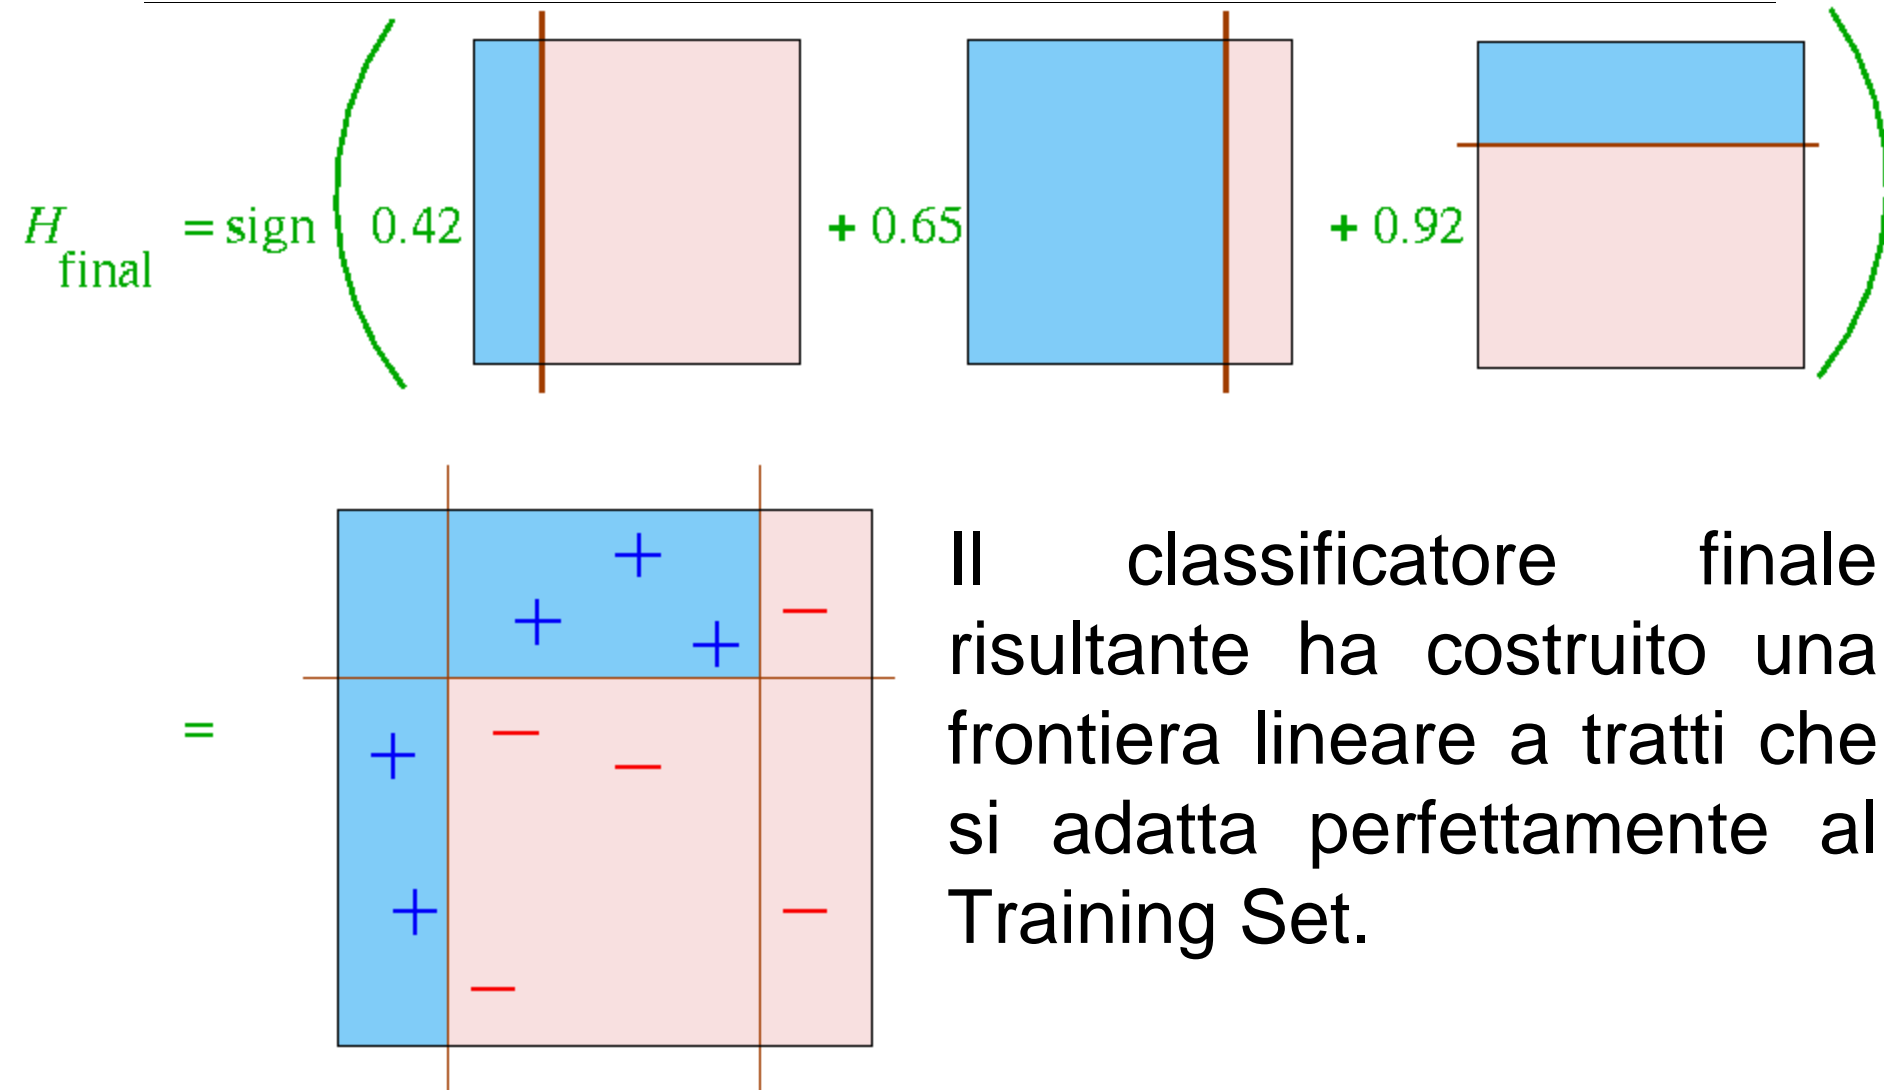 H final = sign ( 0.42 + 0.65 + 0.92 )
=
Il classificatore finale
risultante ha costruito una
frontiera lineare a tratti che
si adatta perfettamente al
Training Set.